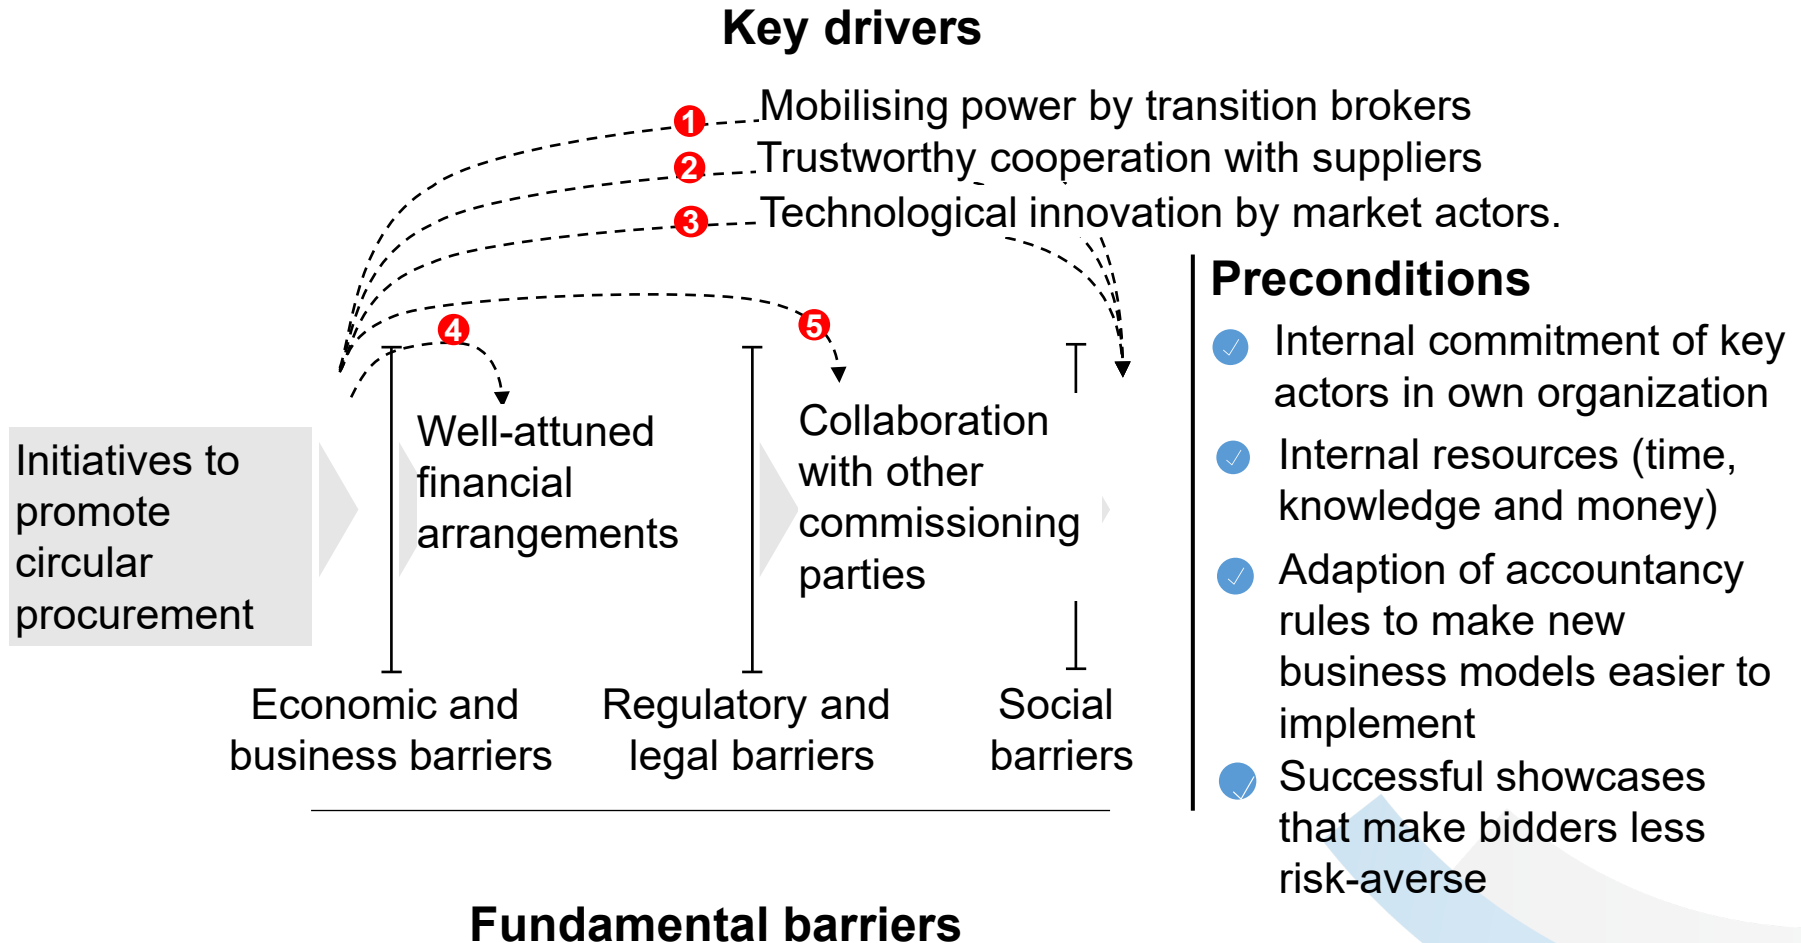 Key drivers
1
Mobilising power by transition brokers
2
Trustworthy cooperation with suppliers
3
Technological innovation by market actors.
4
5
Initiatives to
promote
circular
procurement
Well-attuned
financial
arrangements
Collaboration
with other
commissioning
parties
Economic and
business barriers
Regulatory and
legal barriers
Social
barriers
Fundamental barriers
Preconditions
Internal commitment of key
actors in own organization
Internal resources (time,
knowledge and money)
Adaption of accountancy
rules to make new
business models easier to
implement
Successful showcases
that make bidders less
risk-averse